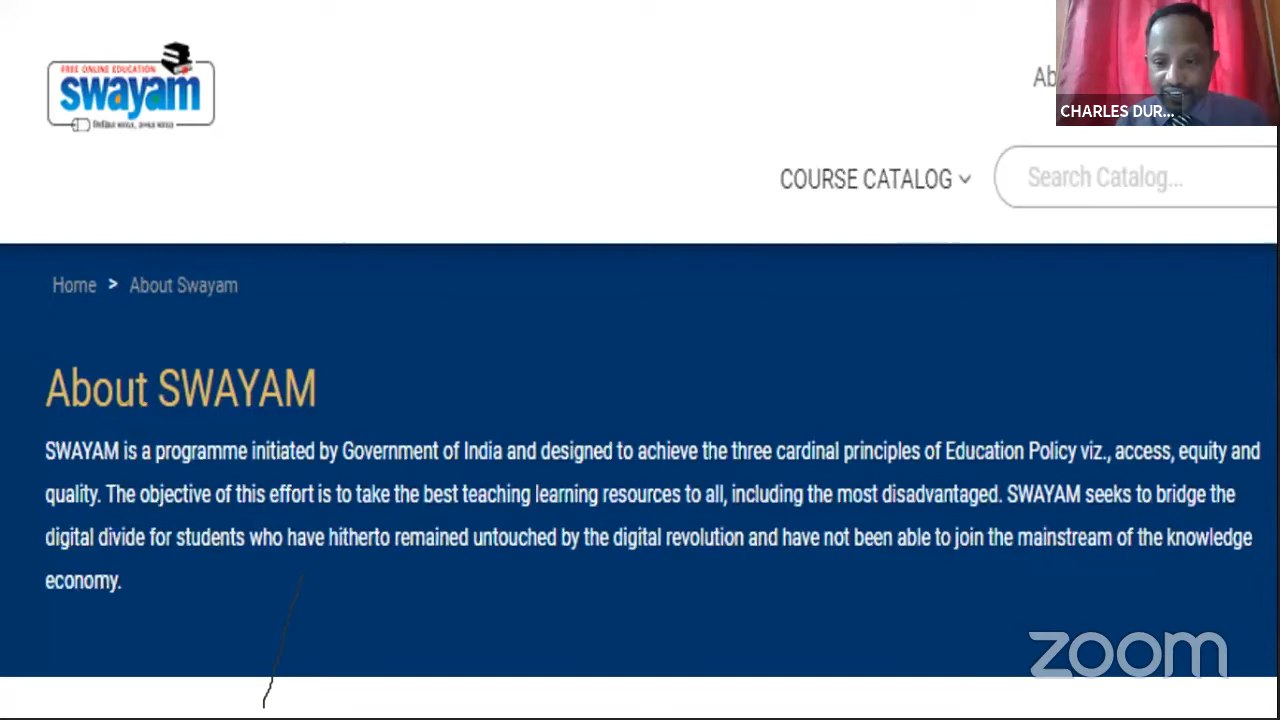 FREE ONLINE EDUCATION
swayam
Ab
CHARLES DUR...
COURSE CATALOG
Search Catalog...
Home > About Swayam
About SWAYAM
SWAYAM is a programme initiated by Government of India and designed to achieve the three cardinal principles of Education Policy viz., access, equity and
quality. The objective of this effort is to take the best teaching learning resources to all, including the most disadvantaged. SWAYAM seeks to bridge the
digital divide for students who have hitherto remained untouched by the digital revolution and have not been able to join the mainstream of the knowledge
economy.
zoom